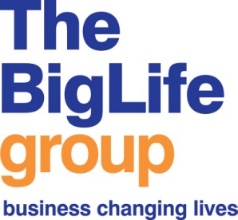 The
BigLife
group
business changing lives